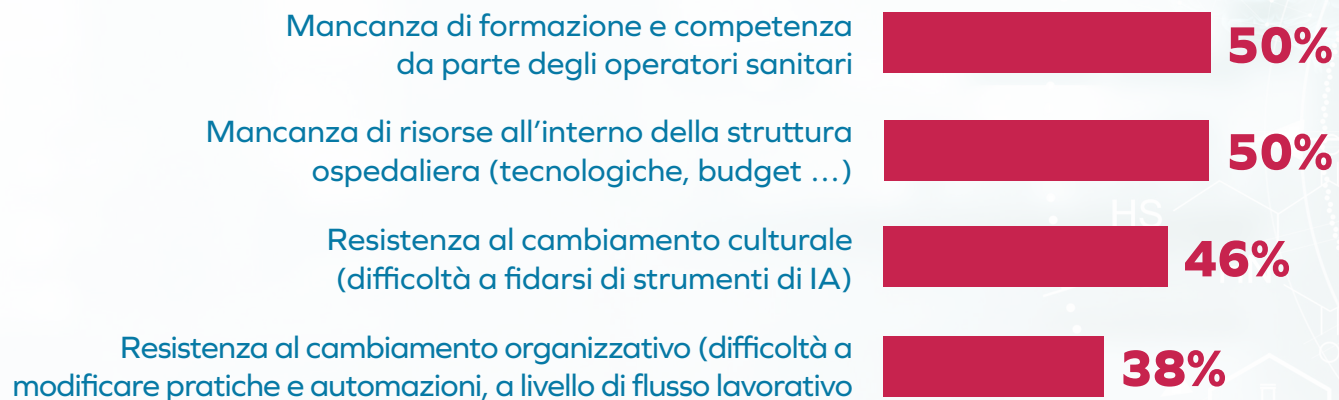 Mancanza di formazione e competenza
da parte degli operatori sanitari
50%
Mancanza di risorse all’interno della struttura
ospedaliera (tecnologiche, budget …)
50%
HS
Resistenza al cambiamento culturale
(difficoltà a fidarsi di strumenti di IA)
46%
Resistenza al cambiamento organizzativo (difficoltà a
modificare pratiche e automazioni, a livello di flusso lavorativo
38%